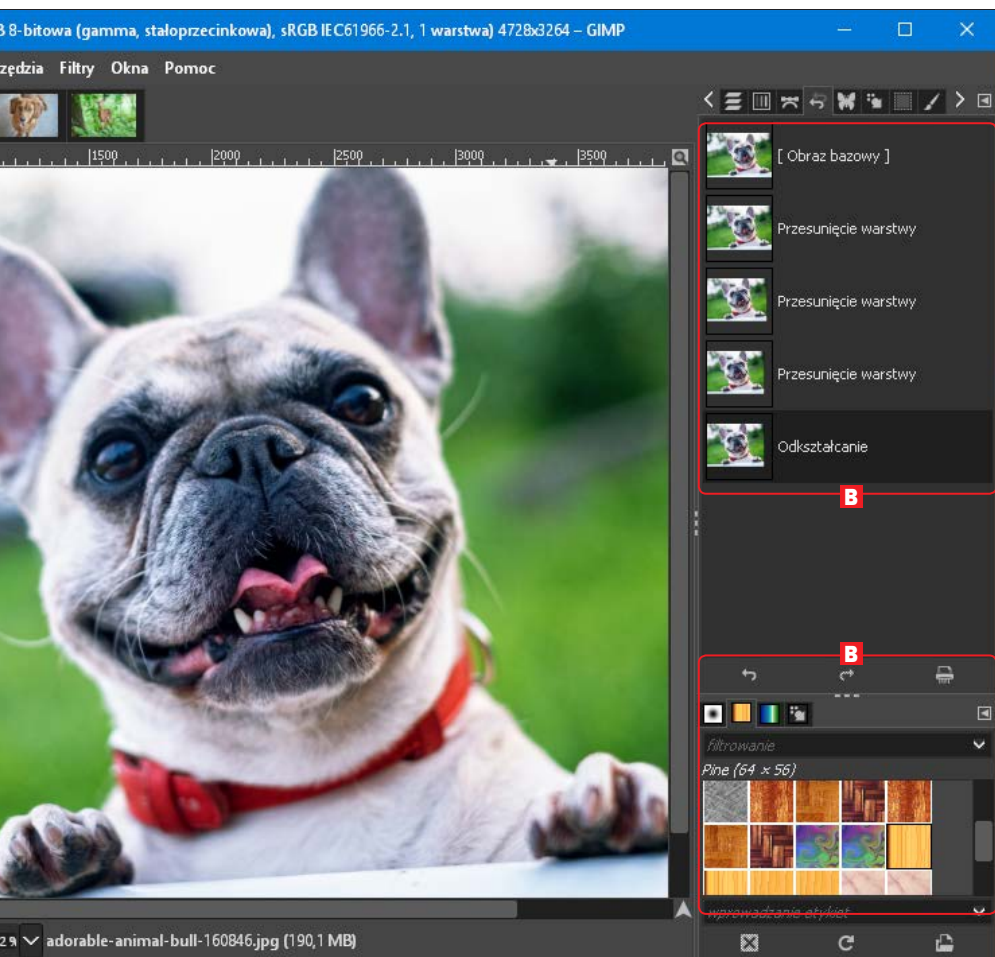 B 8-bitowa (gamma, stałoprzecinkowa), sRGB IEC61966-2.1, 1 warstwa) 4728x3264 – GIMP
zędzia Filtry Okna Pomoc
1500 2000 2500 3000 3500
[ Obraz bazowy ]
Przesunięcie warstwy
Przesunięcie warstwy
Przesunięcie warstwy
Odkształcanie
B
B
filtrowanie
Pine (64 × 56)
wprowadzanie etykiet
adorable-animal-bull-160846.jpg (190,1 MB)